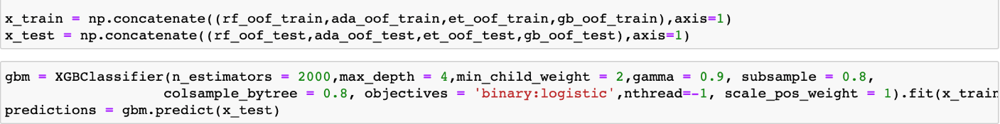 x_train = np.concatenate((rf_oof_train,ada_oof_train,et_oof_train,gb_oof_train),axis=1)
x_test = np.concatenate((rf_oof_test,ada_oof_test,et_oof_test,gb_oof_test),axis=1)
gbm = XGBClassifier(n_estimators = 2000,max_depth = 4,min_child_weight = 2,gamma = 0.9, subsample = 0.8,
colsample_bytree = 0.8, objectives = 'binary:logistic',nthread=-1, scale_pos_weight = 1).fit(x_train
predictions = gbm.predict(x_test)